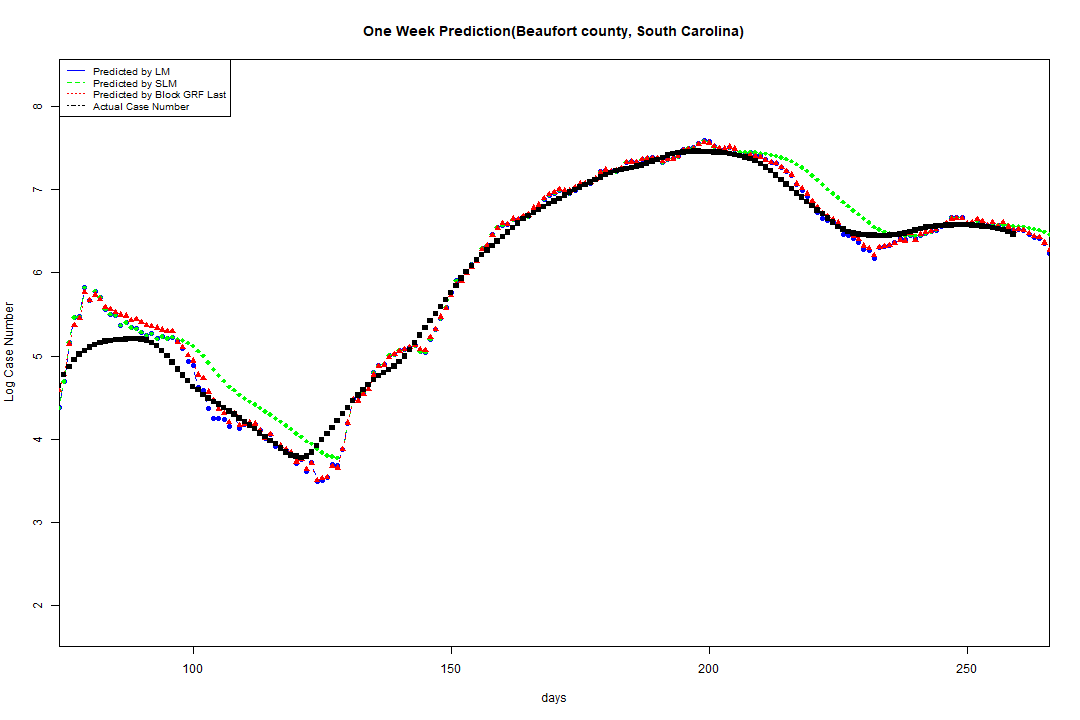 One Week Prediction(Beaufort county, South Carolina)
Predicted by LM
Predicted by SLM
Predicted by Block GRF Last
Actual Case Number
8
7
6
5
4
3
2
Log Case Number
100 150 200 250
days